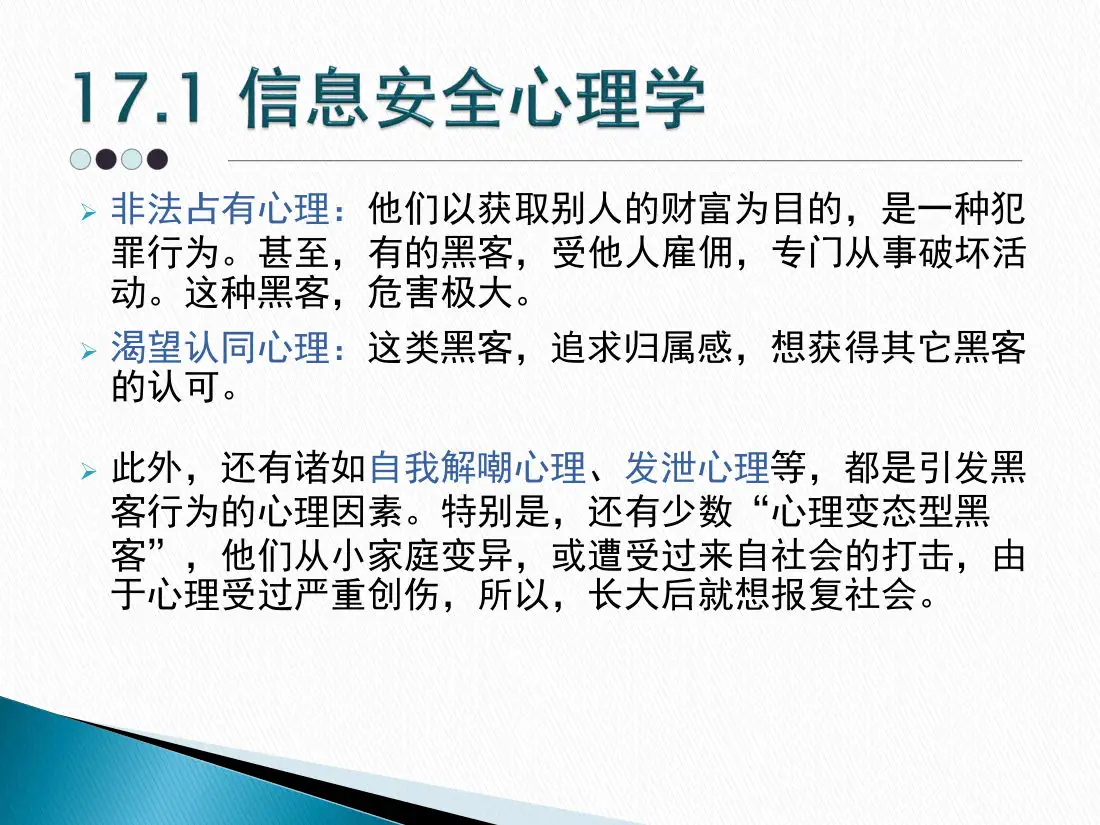 17.1 信息安全心理学
非法占有心理：他们以获取别人的财富为目的，是一种犯
罪行为。甚至，有的黑客，受他人雇佣，专门从事破坏活
动。这种黑客，危害极大。
渴望认同心理：这类黑客，追求归属感，想获得其它黑客
的认可。
此外，还有诸如自我解嘲心理、发泄心理等，都是引发黑
客行为的心理因素。特别是，还有少数“心理变态型黑
客”，他们从小家庭变异，或遭受过来自社会的打击，由
于心理受过严重创伤，所以，长大后就想报复社会。